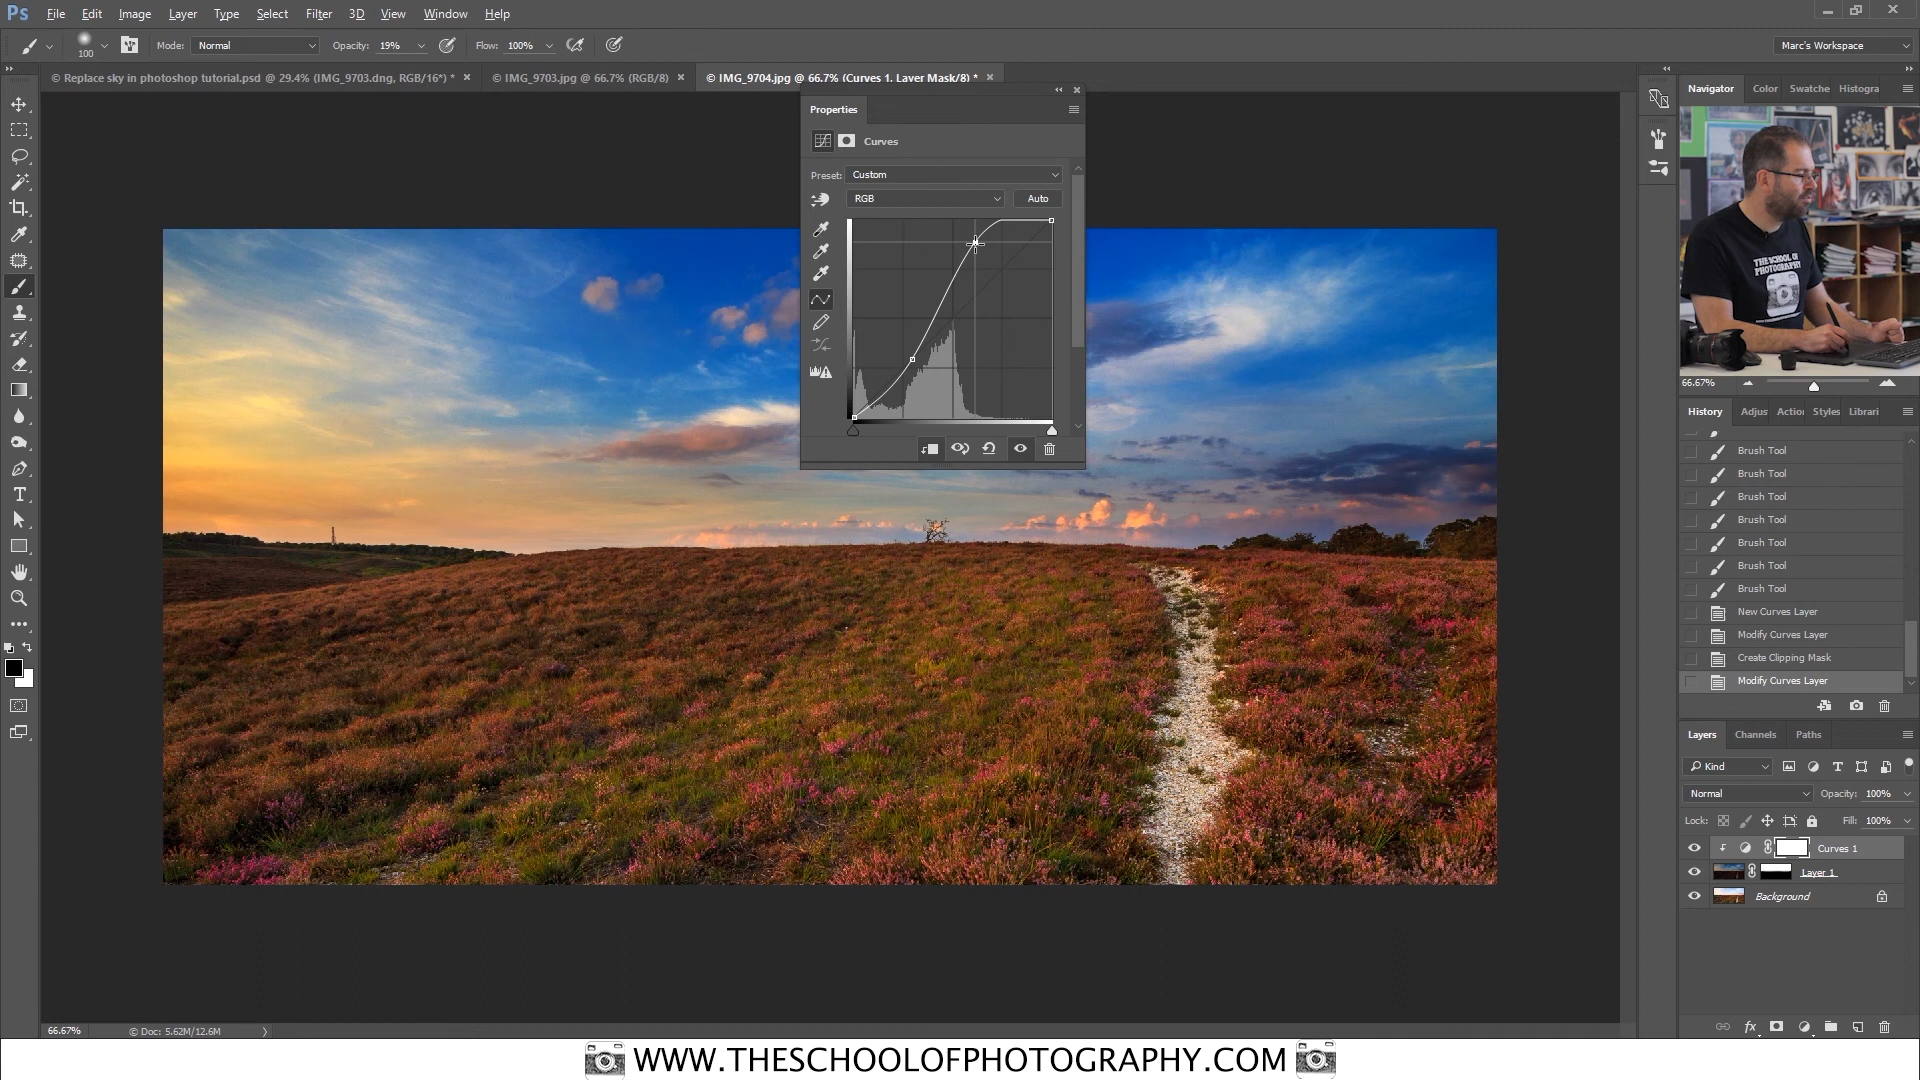 Ps File Edit Image Layer Type Select Filter 3D View Window Help
100 Mode: Normal Opacity: 19% Flow: 100% Marc's Workspace
© Replace sky in photoshop tutorial.psd @ 29.4% (IMG_9703.dng, RGB/16*) * © IMG_9703.jpg @ 66.7% (RGB/8) © IMG_9704.jpg @ 66.7% (Curves 1, Layer Mask/8) *
Properties
Curves
Preset: Custom
RGB Auto
Navigator Color Swatche Histogra
THE SCHOOL OF
PHOTOGRAPHY
66.67%
History Adjus Action Styles Librari
Brush Tool
Brush Tool
Brush Tool
Brush Tool
Brush Tool
Brush Tool
Brush Tool
New Curves Layer
Modify Curves Layer
Create Clipping Mask
Modify Curves Layer
Layers Channels Paths
Kind
Normal Opacity: 100%
Lock: Fill: 100%
Curves 1
Layer 1
Background
66.67% © Doc: 5.62M/12.6M
WWW.THESCHOOLOFPHOTOGRAPHY.COM